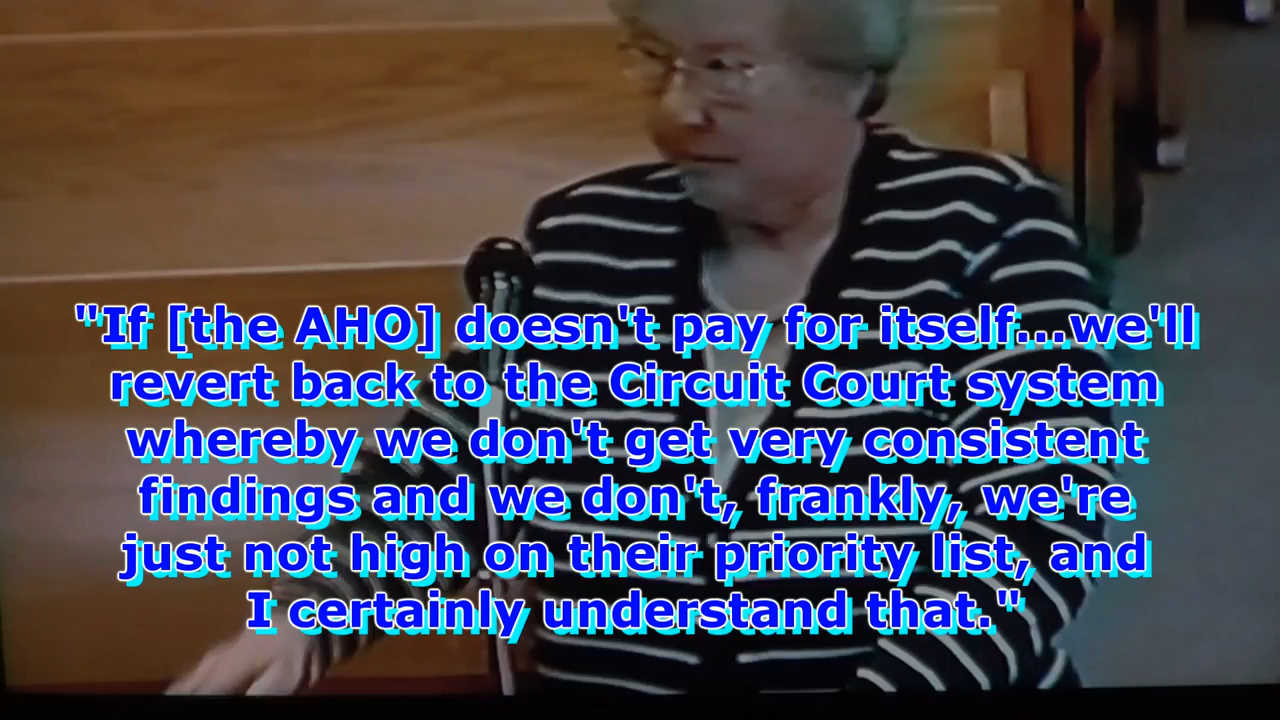 "If [the AHO] doesn't pay for itself...we'll
revert back to the Circuit Court system
whereby we don't get very consistent
findings and we don't, frankly, we're
just not high on their priority list, and
I certainly understand that."